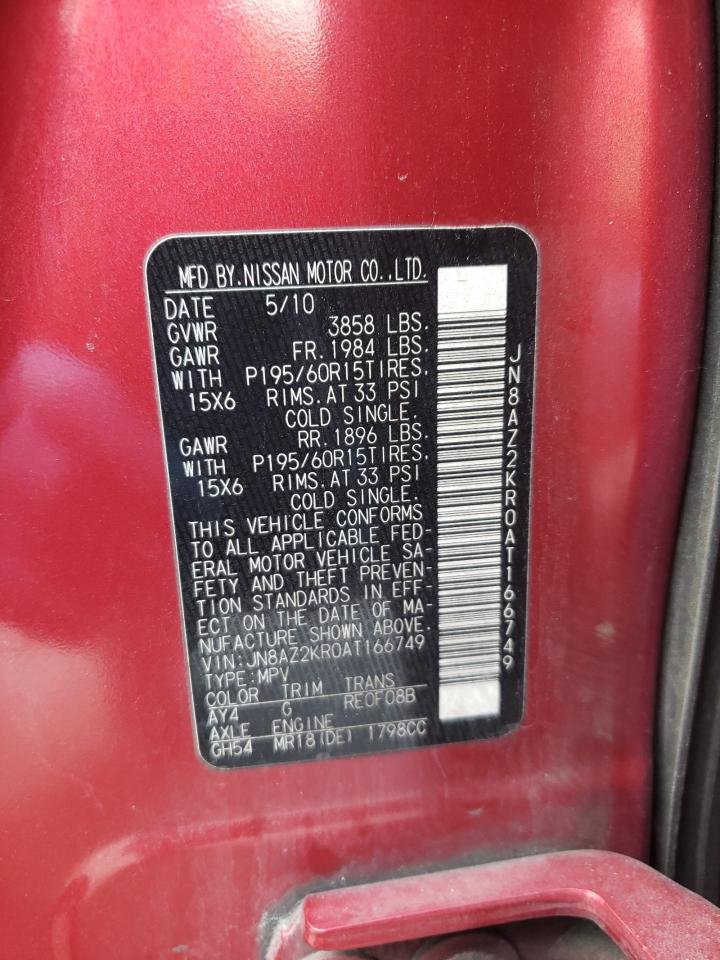 MFD BY.NISSAN MOTOR CO.,LTD.
DATE 5/10
GVWR 3858 LBS.
GAWR FR. 1984 LBS.
WITH P195/60R15TIRES.
15X6 RIMS. AT 33 PSI
COLD SINGLE.
GAWR RR. 1896 LBS.
WITH P195/60R15TIRES.
15X6 RIMS. AT 33 PSI
COLD SINGLE.
THIS VEHICLE CONFORMS
TO ALL APPLICABLE FED-
ERAL MOTOR VEHICLE SA-
FETY AND THEFT PREVEN-
TION STANDARDS IN EFF-
ECT ON THE DATE OF MA-
NUFACTURE SHOWN ABOVE.
VIN:JN8AZ2KR0AT166749
TYPE:MPV
COLOR TRIM TRANS
AY4 G RE0F08B
AXLE ENGINE
GH54 MR18(DE) 1798CC
JN8AZ2KR0AT166749